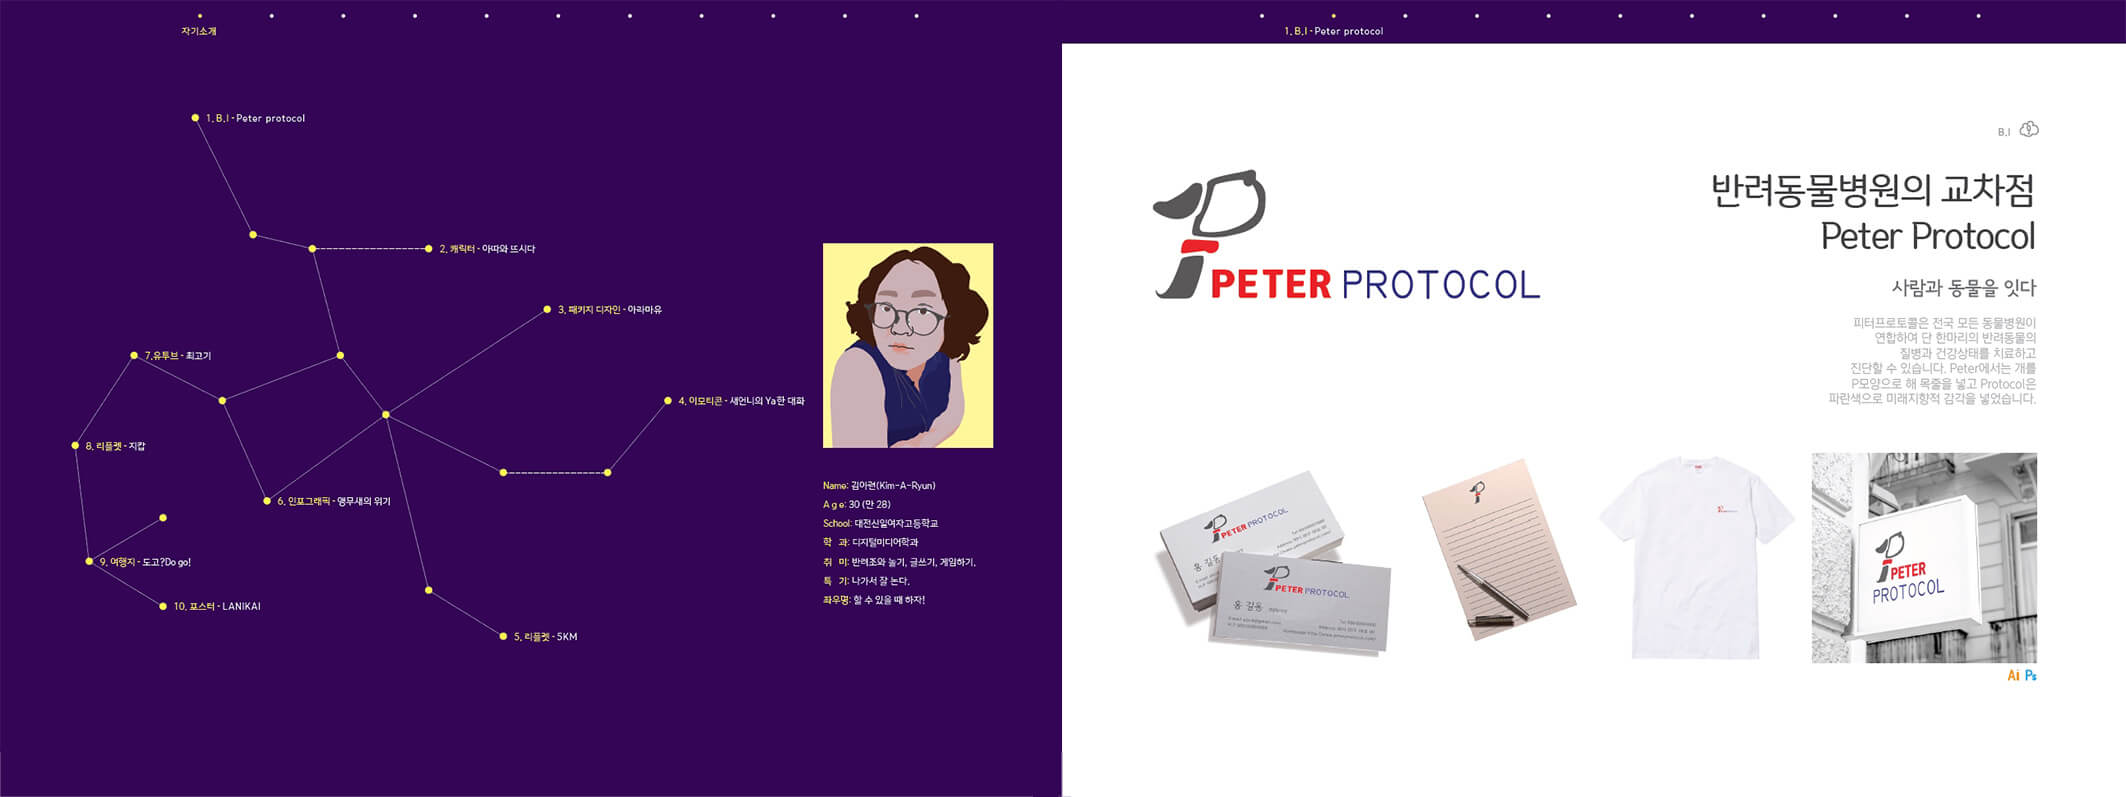 자기소개
1. B.I - Peter protocol
2. 캐릭터 - 아따와 뜨시다
3. 패키지 디자인 - 아라마유
7.유투브 - 최고기
4. 이모티콘 - 새언니의 Ya한 대화
8. 리플렛 - 지캅
6. 인포그래픽 - 앵무새의 위기
9. 여행지 - 도고?Do go!
10. 포스터 - LANIKAI
5. 리플렛 - 5KM
Name: 김아련(Kim-A-Ryun)
A g e: 30 (만 28)
School: 대전신일여자고등학교
학 과: 디지털미디어학과
취 미: 반려조와 놀기, 글쓰기, 게임하기.
특 기: 나가서 잘 논다.
좌우명: 할 수 있을 때 하자!
1. B.I - Peter protocol
B.I
반려동물병원의 교차점
Peter Protocol
사람과 동물을 잇다
피터프로토콜은 전국 모든 동물병원이
연합하여 단 한마리의 반려동물의
질병과 건강상태를 치료하고
진단할 수 있습니다. Peter에서는 개를
P모양으로 해 목줄을 넣고 Protocol은
파란색으로 미래지향적 감각을 넣었습니다.
PETER PROTOCOL
PETER PROTOCOL
홍 길동
PETER PROTOCOL
홍 길동
PETER
PROTOCOL
Ai Ps